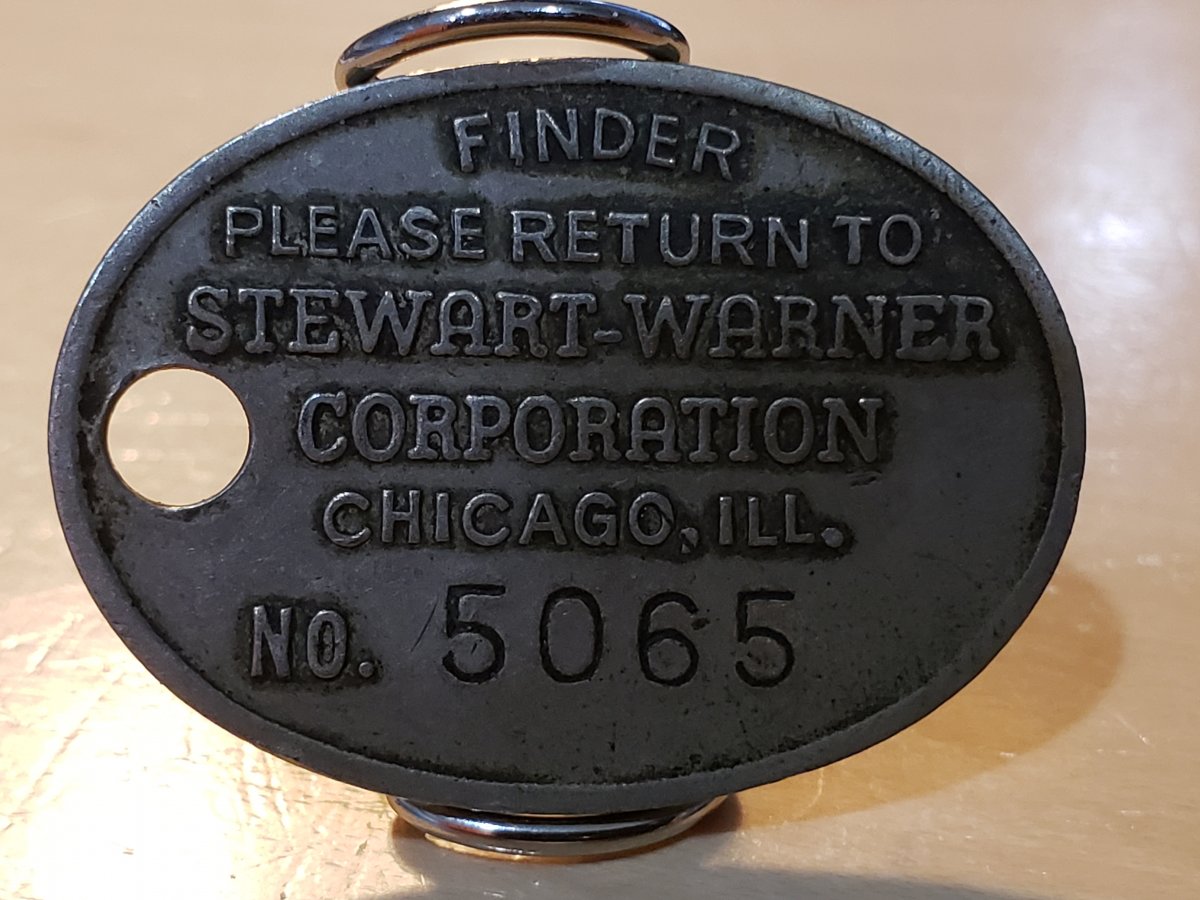 FINDER
PLEASE RETURN TO
STEWART-WARNER
CORPORATION
CHICAGO, ILL.
NO. 5065